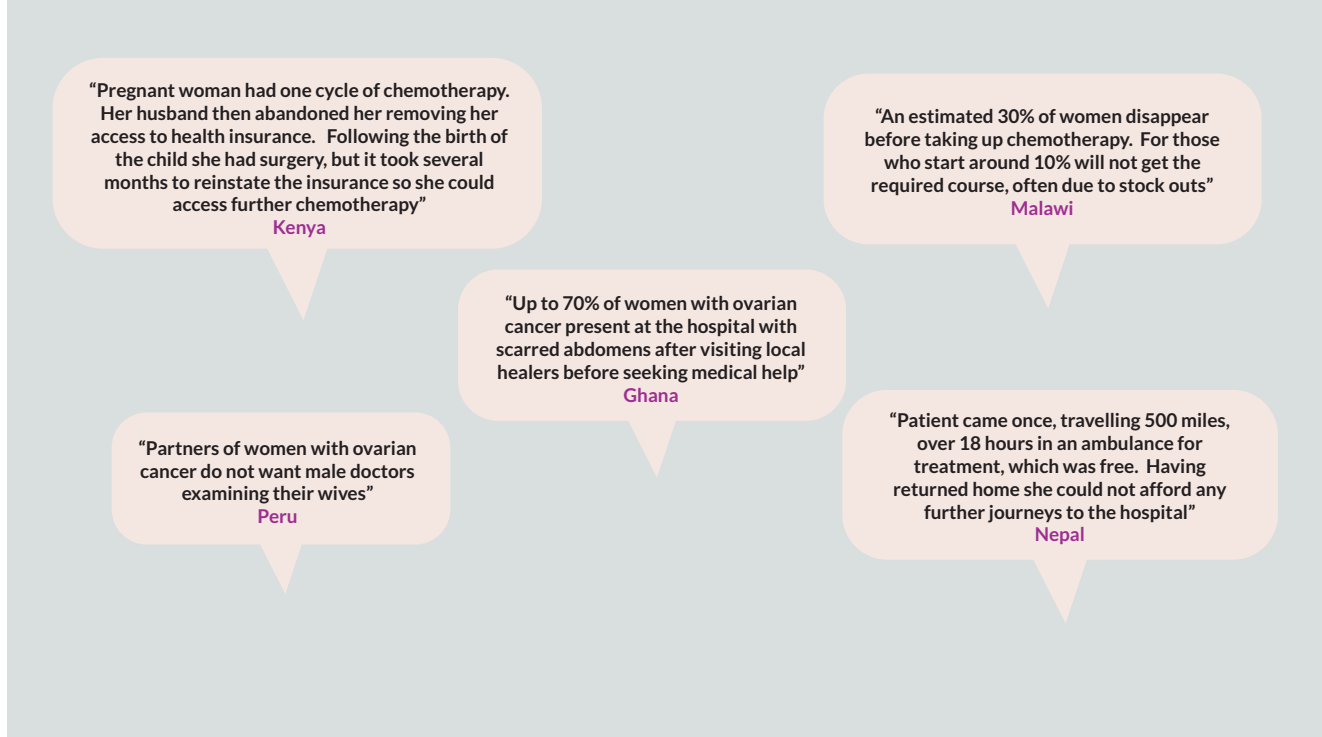 “Pregnant woman had one cycle of chemotherapy.
Her husband then abandoned her removing her
access to health insurance.   Following the birth of
the child she had surgery, but it took several
months to reinstate the insurance so she could
access further chemotherapy”
Kenya
“An estimated 30% of women disappear
before taking up chemotherapy.  For those
who start around 10% will not get the
required course, often due to stock outs”
Malawi
“Up to 70% of women with ovarian
cancer present at the hospital with
scarred abdomens after visiting local
healers before seeking medical help”
Ghana
“Partners of women with ovarian
cancer do not want male doctors
examining their wives”
Peru
“Patient came once, travelling 500 miles,
over 18 hours in an ambulance for
treatment, which was free.  Having
returned home she could not afford any
further journeys to the hospital”
Nepal